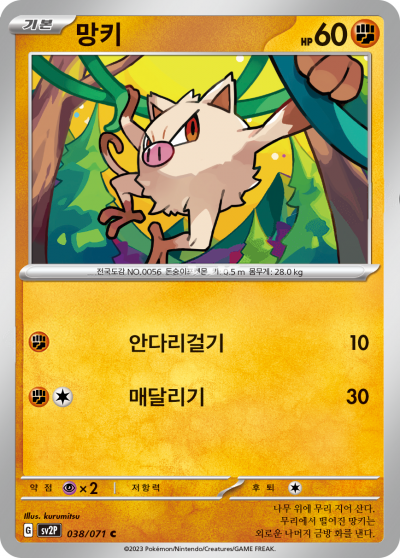 기본 망키 HP 60
전국도감 NO.0056 돈숭이포켓몬 키: 0.5 m 몸무게: 28.0 kg
안다리걸기 10
매달리기 30
약점 ×2 저항력 후퇴
Illus. kurumitsu
G sv2P 038/071 C
나무 위에 무리 지어 산다.
무리에서 떨어진 망키는
외로운 나머지 금방 화를 낸다.
©2023 Pokémon/Nintendo/Creatures/GAME FREAK.